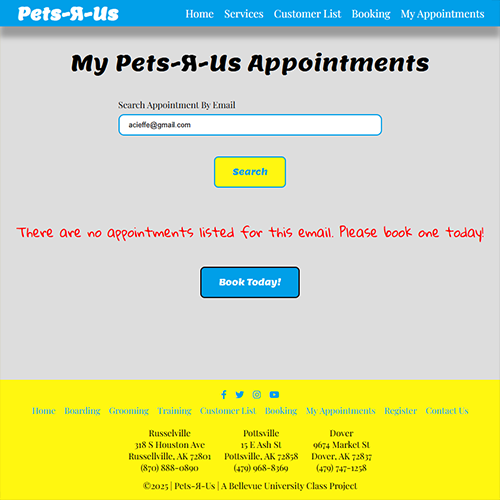 Pets-Я-Us Home Services Customer List Booking My Appointments
My Pets-Я-Us Appointments
Search Appointment By Email
acieffe@gmail.com
Search
There are no appointments listed for this email. Please book one today!
Book Today!
Home Boarding Grooming Training Customer List Booking My Appointments Register Contact Us
Russelville Pottsville Dover
318 S Houston Ave 15 E Ash St 9674 Market St
Russellville, AR 72801 Pottsville, AR 72858 Dover, AR 72837
(870) 888-0890 (479) 968-8369 (479) 747-1258
©2025 | Pets-Я-Us | A Bellevue University Class Project